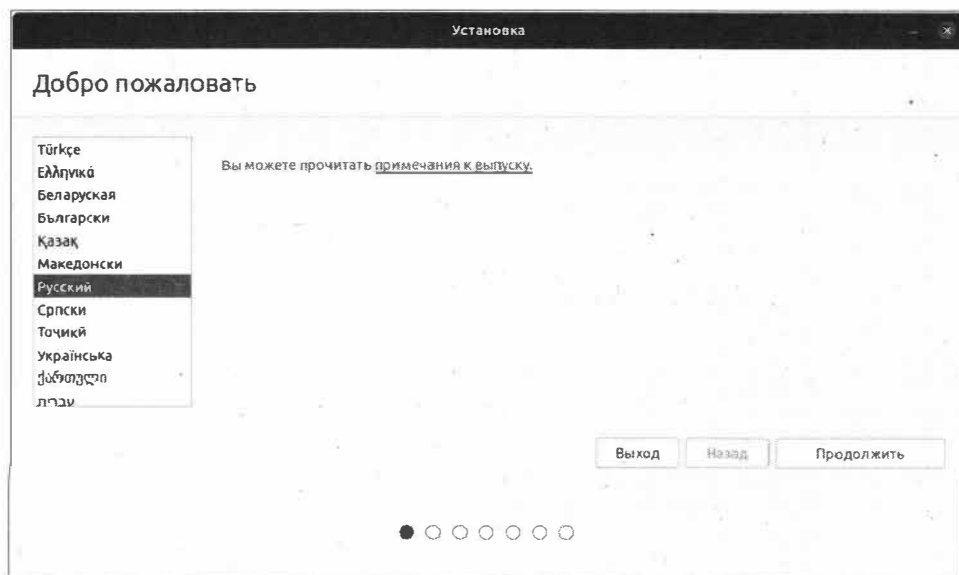 Установка
Добро пожаловать
Türkçe
Ελληνικά
Беларуская
Български
Қазақ
Македонски
Русский
Српски
Тоҷикӣ
Українська
ქართული
עברית
Вы можете прочитать примечания к выпуску.
Выход
Назад
Продолжить